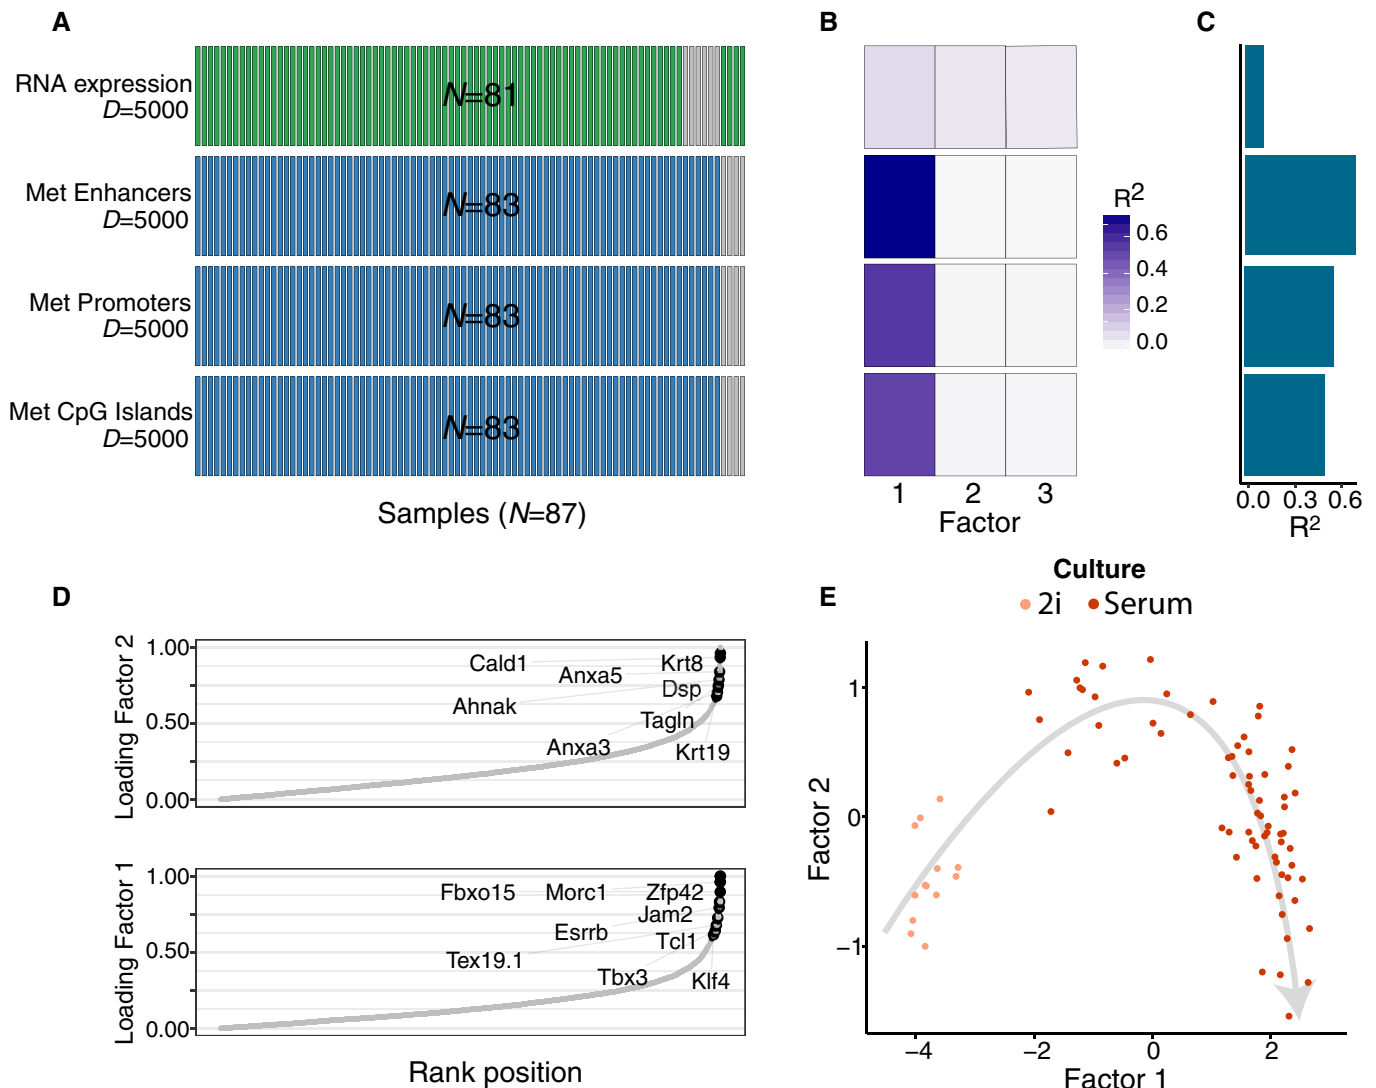 A
B
C
RNA expression
D=5000
N=81
Met Enhancers
D=5000
N=83
Met Promoters
D=5000
N=83
Met CpG Islands
D=5000
N=83
Samples (N=87)
1 2 3
Factor
R2
0.6
0.4
0.2
0.0
0.0 0.3 0.6
R2
D
Loading Factor 2
1.00
0.50
0.00
Cald1
Krt8
Anxa5
Dsp
Ahnak
Tagln
Anxa3
Krt19
Loading Factor 1
1.00
0.50
0.00
Fbxo15
Morc1
Zfp42
Jam2
Esrrb
Tcl1
Tex19.1
Tbx3
Klf4
Rank position
E
Culture
2i Serum
Factor 2
1
0
−1
−4 −2 0 2
Factor 1